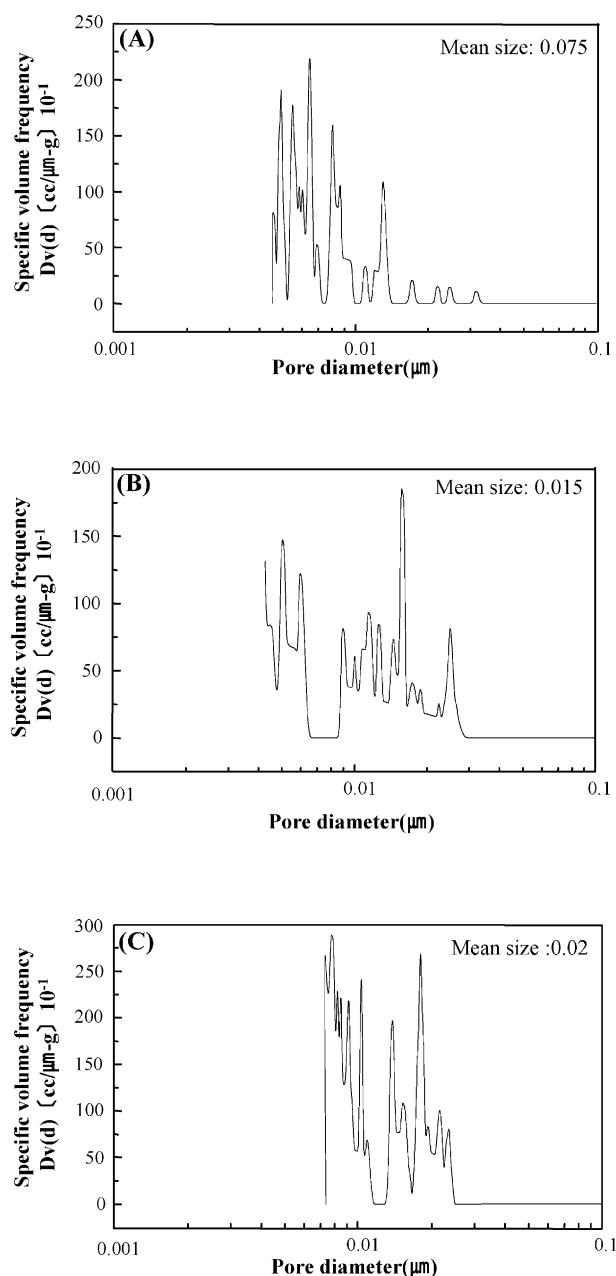 (A)
Mean size: 0.075
Specific volume frequency
Dv(d)〔cc/μm-g〕10⁻¹
250
200
150
100
50
0
0.001
0.01
0.1
Pore diameter(μm)
(B)
Mean size: 0.015
Specific volume frequency
Dv(d)〔cc/μm-g〕10⁻¹
200
150
100
50
0
0.001
0.01
0.1
Pore diameter(μm)
(C)
Mean size :0.02
Specific volume frequency
Dv(d)〔cc/μm-g〕10⁻¹
300
250
200
150
100
50
0
0.001
0.01
0.1
Pore diameter(μm)